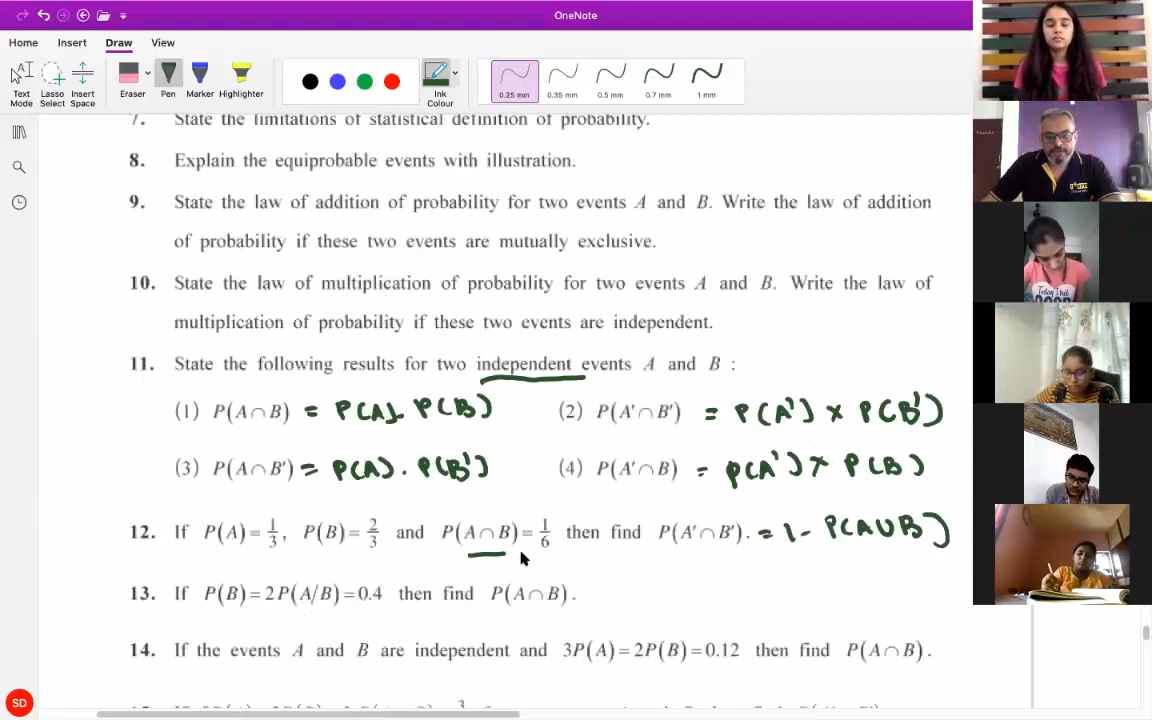 OneNote
Home Insert Draw View
Text Mode Lasso Select Insert Space Eraser Pen Marker Highlighter Ink Colour 0.25 mm 0.35 mm 0.5 mm 0.7 mm 1 mm
7. State the limitations of statistical definition of probability.
8. Explain the equiprobable events with illustration.
9. State the law of addition of probability for two events A and B. Write the law of addition
of probability if these two events are mutually exclusive.
10. State the law of multiplication of probability for two events A and B. Write the law of
multiplication of probability if these two events are independent.
11. State the following results for two independent events A and B :
(1) P(A∩B) = P(A). P(B) (2) P(A′∩B′) = P(A') x P(B')
(3) P(A∩B′) = P(A) . P(B') (4) P(A′∩B) = P(A') x P(B)
12. If P(A) = 1/3, P(B) = 2/3 and P(A∩B) = 1/6 then find P(A′∩B′). = 1 - P(A∪B)
13. If P(B) = 2P(A/B) = 0.4 then find P(A∩B).
14. If the events A and B are independent and 3P(A) = 2P(B) = 0.12 then find P(A∩B).
SD